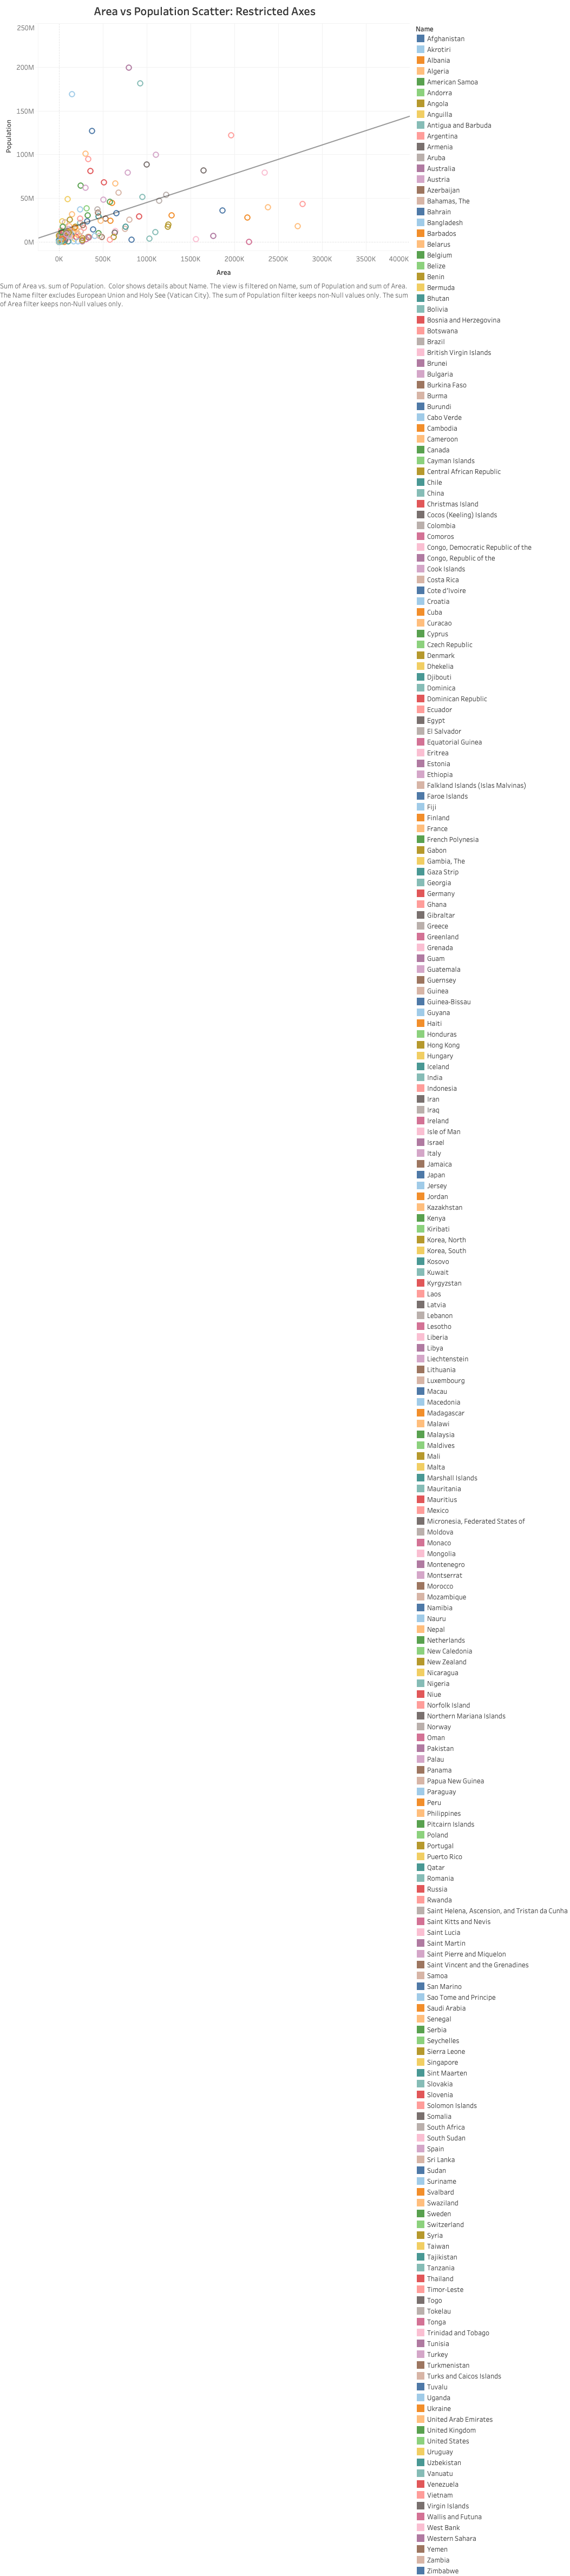 Area vs Population Scatter: Restricted Axes
250M
200M
150M
100M
50M
0M
Population
0K
500K
1000K
1500K
2000K
2500K
3000K
3500K
4000K
Area
Sum of Area vs. sum of Population.  Color shows details about Name. The view is filtered on Name, sum of Population and sum of Area.
The Name filter excludes European Union and Holy See (Vatican City). The sum of Population filter keeps non-Null values only. The sum
of Area filter keeps non-Null values only.
Name
Afghanistan
Akrotiri
Albania
Algeria
American Samoa
Andorra
Angola
Anguilla
Antigua and Barbuda
Argentina
Armenia
Aruba
Australia
Austria
Azerbaijan
Bahamas, The
Bahrain
Bangladesh
Barbados
Belarus
Belgium
Belize
Benin
Bermuda
Bhutan
Bolivia
Bosnia and Herzegovina
Botswana
Brazil
British Virgin Islands
Brunei
Bulgaria
Burkina Faso
Burma
Burundi
Cabo Verde
Cambodia
Cameroon
Canada
Cayman Islands
Central African Republic
Chile
China
Christmas Island
Cocos (Keeling) Islands
Colombia
Comoros
Congo, Democratic Republic of the
Congo, Republic of the
Cook Islands
Costa Rica
Cote d'Ivoire
Croatia
Cuba
Curacao
Cyprus
Czech Republic
Denmark
Dhekelia
Djibouti
Dominica
Dominican Republic
Ecuador
Egypt
El Salvador
Equatorial Guinea
Eritrea
Estonia
Ethiopia
Falkland Islands (Islas Malvinas)
Faroe Islands
Fiji
Finland
France
French Polynesia
Gabon
Gambia, The
Gaza Strip
Georgia
Germany
Ghana
Gibraltar
Greece
Greenland
Grenada
Guam
Guatemala
Guernsey
Guinea
Guinea-Bissau
Guyana
Haiti
Honduras
Hong Kong
Hungary
Iceland
India
Indonesia
Iran
Iraq
Ireland
Isle of Man
Israel
Italy
Jamaica
Japan
Jersey
Jordan
Kazakhstan
Kenya
Kiribati
Korea, North
Korea, South
Kosovo
Kuwait
Kyrgyzstan
Laos
Latvia
Lebanon
Lesotho
Liberia
Libya
Liechtenstein
Lithuania
Luxembourg
Macau
Macedonia
Madagascar
Malawi
Malaysia
Maldives
Mali
Malta
Marshall Islands
Mauritania
Mauritius
Mexico
Micronesia, Federated States of
Moldova
Monaco
Mongolia
Montenegro
Montserrat
Morocco
Mozambique
Namibia
Nauru
Nepal
Netherlands
New Caledonia
New Zealand
Nicaragua
Nigeria
Niue
Norfolk Island
Northern Mariana Islands
Norway
Oman
Pakistan
Palau
Panama
Papua New Guinea
Paraguay
Peru
Philippines
Pitcairn Islands
Poland
Portugal
Puerto Rico
Qatar
Romania
Russia
Rwanda
Saint Helena, Ascension, and Tristan da Cunha
Saint Kitts and Nevis
Saint Lucia
Saint Martin
Saint Pierre and Miquelon
Saint Vincent and the Grenadines
Samoa
San Marino
Sao Tome and Principe
Saudi Arabia
Senegal
Serbia
Seychelles
Sierra Leone
Singapore
Sint Maarten
Slovakia
Slovenia
Solomon Islands
Somalia
South Africa
South Sudan
Spain
Sri Lanka
Sudan
Suriname
Svalbard
Swaziland
Sweden
Switzerland
Syria
Taiwan
Tajikistan
Tanzania
Thailand
Timor-Leste
Togo
Tokelau
Tonga
Trinidad and Tobago
Tunisia
Turkey
Turkmenistan
Turks and Caicos Islands
Tuvalu
Uganda
Ukraine
United Arab Emirates
United Kingdom
United States
Uruguay
Uzbekistan
Vanuatu
Venezuela
Vietnam
Virgin Islands
Wallis and Futuna
West Bank
Western Sahara
Yemen
Zambia
Zimbabwe